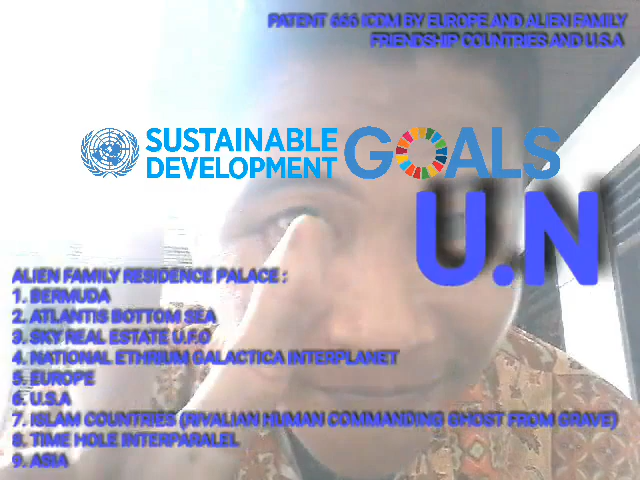 PATENT 666 ICDM BY EUROPE AND ALIEN FAMILY
FRIENDSHIP COUNTRIES AND U.S.A
SUSTAINABLE
DEVELOPMENT
GOALS
U.N
ALIEN FAMILY RESIDENCE PALACE :
1. BERMUDA
2. ATLANTIS BOTTOM SEA
3. SKY REAL ESTATE U.F.O
4. NATIONAL ETHRIUM GALACTICA INTERPLANET
5. EUROPE
6. U.S.A
7. ISLAM COUNTRIES (RIVALIAN HUMAN COMMANDING GHOST FROM GRAVE)
8. TIME HOLE INTERPARALEL
9. ASIA